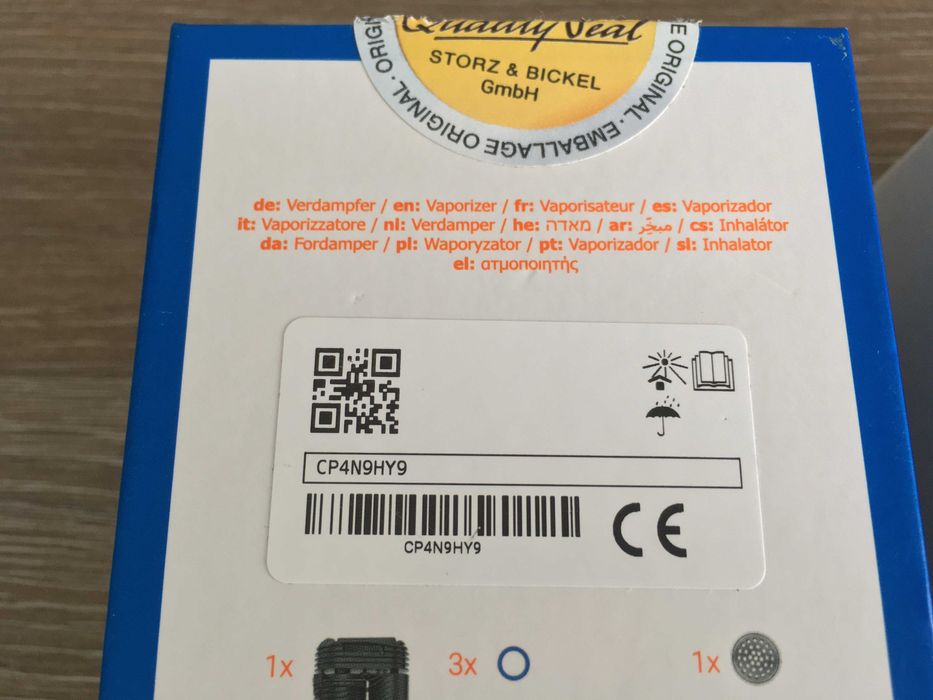 Quality Seal
STORZ & BICKEL
GmbH
ORIGINAL · EMBALLAGE ORIGINAL ·
de: Verdampfer / en: Vaporizer / fr: Vaporisateur / es: Vaporizador
it: Vaporizzatore / nl: Verdamper / he: מאדה / ar: مبخِّر / cs: Inhalátor
da: Fordamper / pl: Waporyzator / pt: Vaporizador / sl: Inhalator
el: ατμοποιητής
CP4N9HY9
CP4N9HY9
CE
1x
3x
1x